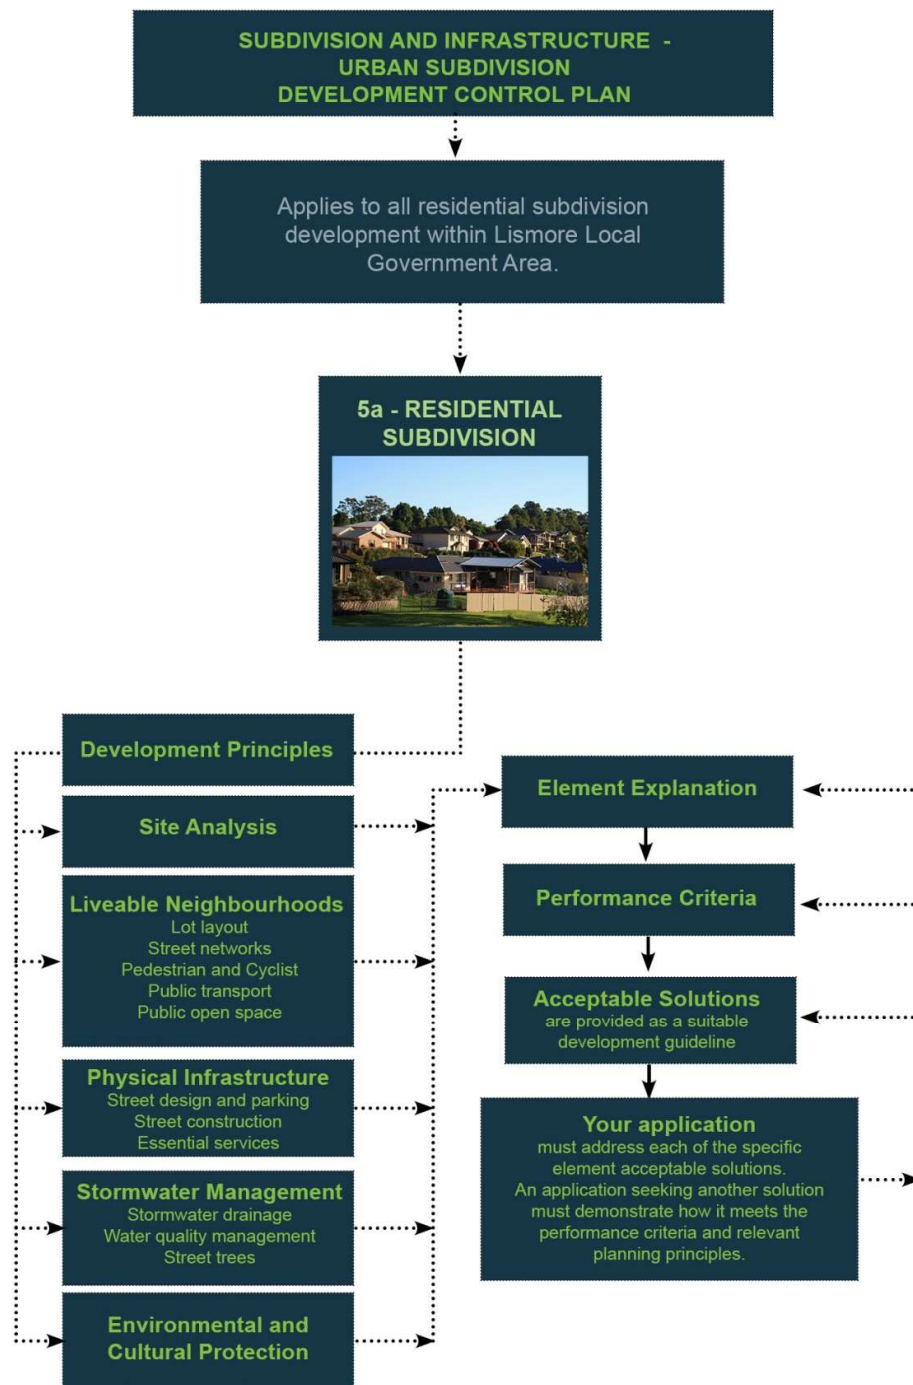 SUBDIVISION AND INFRASTRUCTURE -
URBAN SUBDIVISION
DEVELOPMENT CONTROL PLAN
Applies to all residential subdivision
development within Lismore Local
Government Area.
5a - RESIDENTIAL
SUBDIVISION
Development Principles
Site Analysis
Liveable Neighbourhoods
Lot layout
Street networks
Pedestrian and Cyclist
Public transport
Public open space
Physical Infrastructure
Street design and parking
Street construction
Essential services
Stormwater Management
Stormwater drainage
Water quality management
Street trees
Environmental and
Cultural Protection
Element Explanation
Performance Criteria
Acceptable Solutions
are provided as a suitable
development guideline
Your application
must address each of the specific
element acceptable solutions.
An application seeking another solution
must demonstrate how it meets the
performance criteria and relevant
planning principles.